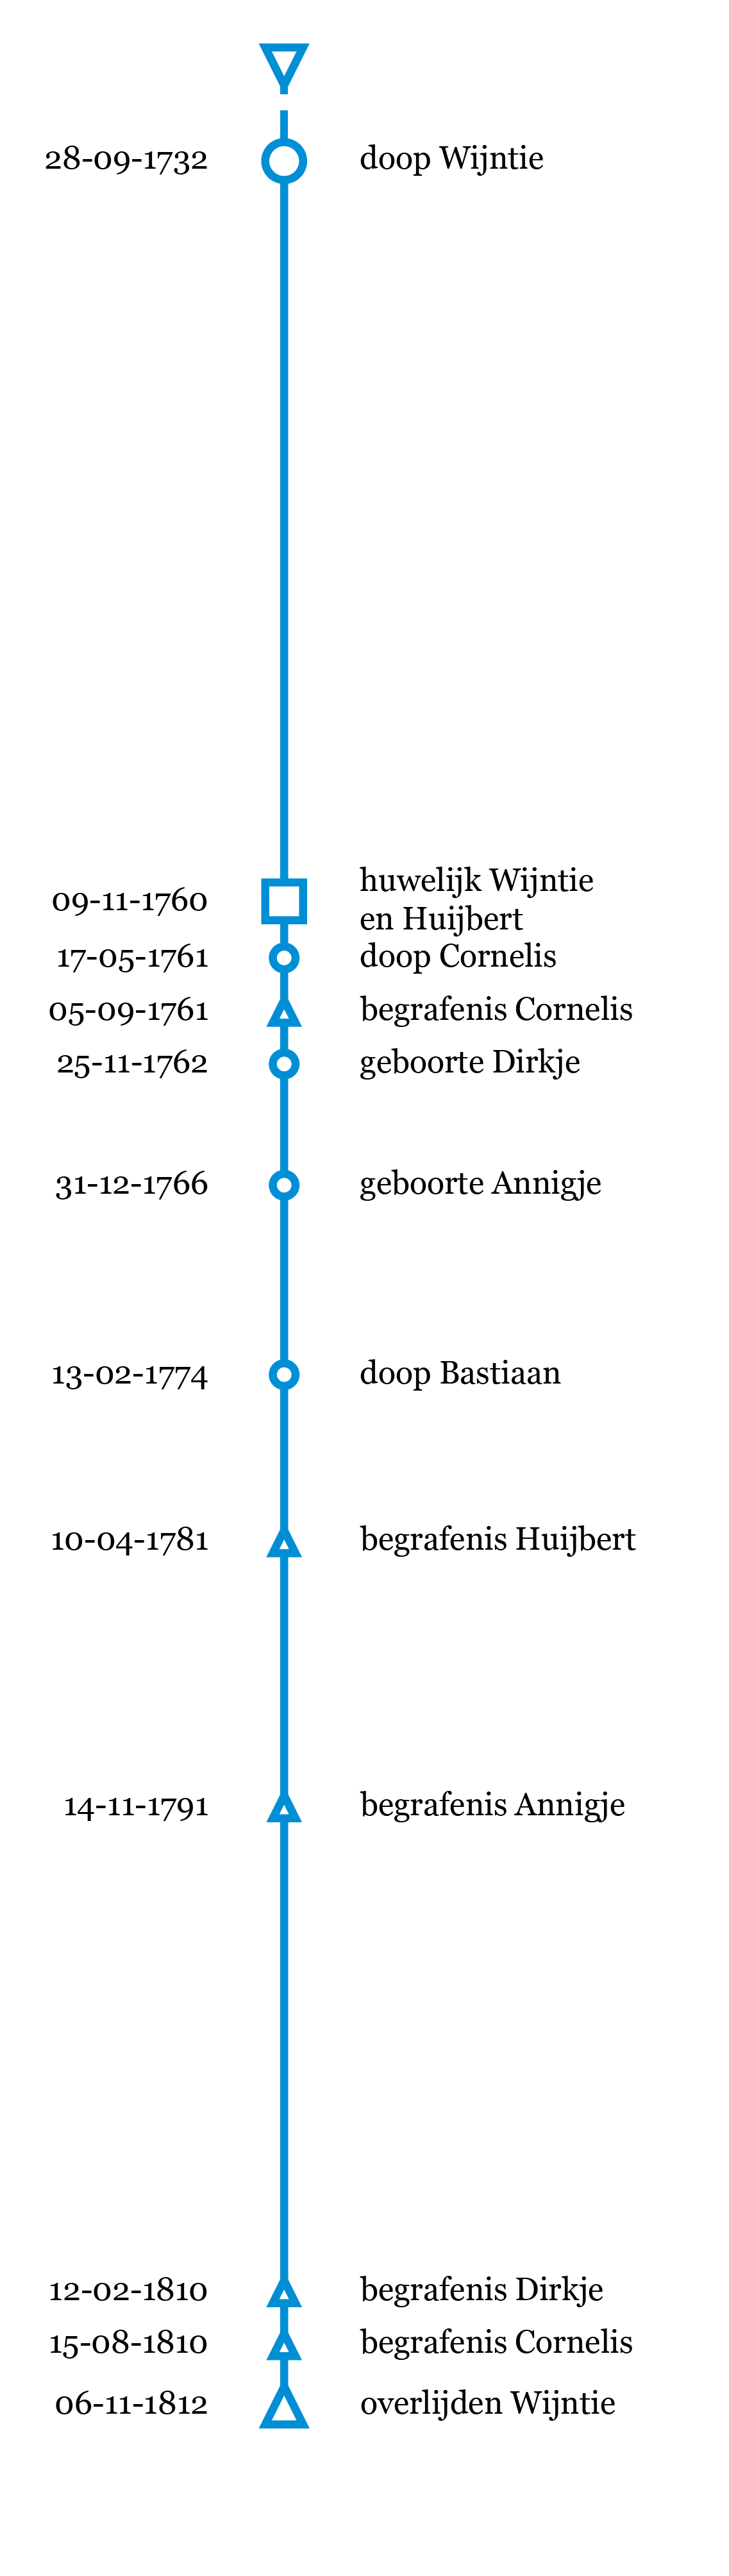 28-09-1732 doop Wijntie
09-11-1760 huwelijk Wijntie
en Huijbert
17-05-1761 doop Cornelis
05-09-1761 begrafenis Cornelis
25-11-1762 geboorte Dirkje
31-12-1766 geboorte Annigje
13-02-1774 doop Bastiaan
10-04-1781 begrafenis Huijbert
14-11-1791 begrafenis Annigje
12-02-1810 begrafenis Dirkje
15-08-1810 begrafenis Cornelis
06-11-1812 overlijden Wijntie